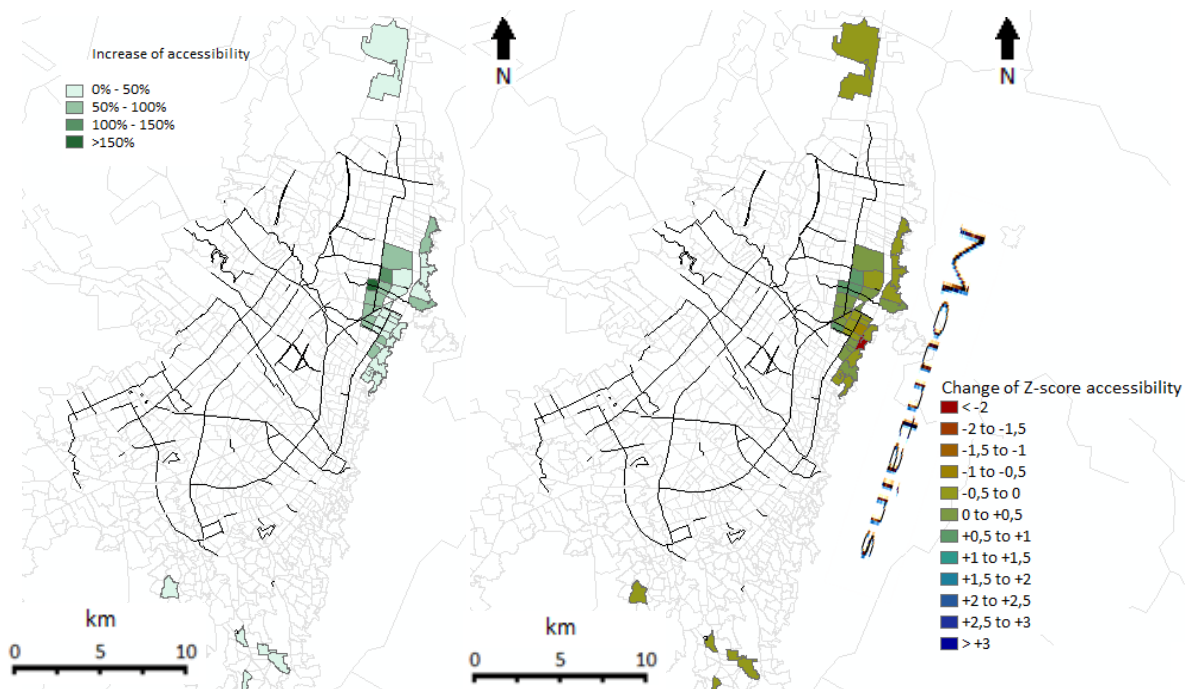 Increase of accessibility
0% - 50%
50% - 100%
100% - 150%
>150%
N
km
0 5 10
N
Mountains
Change of Z-score accessibility
< -2
-2 to -1,5
-1,5 to -1
-1 to -0,5
-0,5 to 0
0 to +0,5
+0,5 to +1
+1 to +1,5
+1,5 to +2
+2 to +2,5
+2,5 to +3
> +3
km
0 5 10